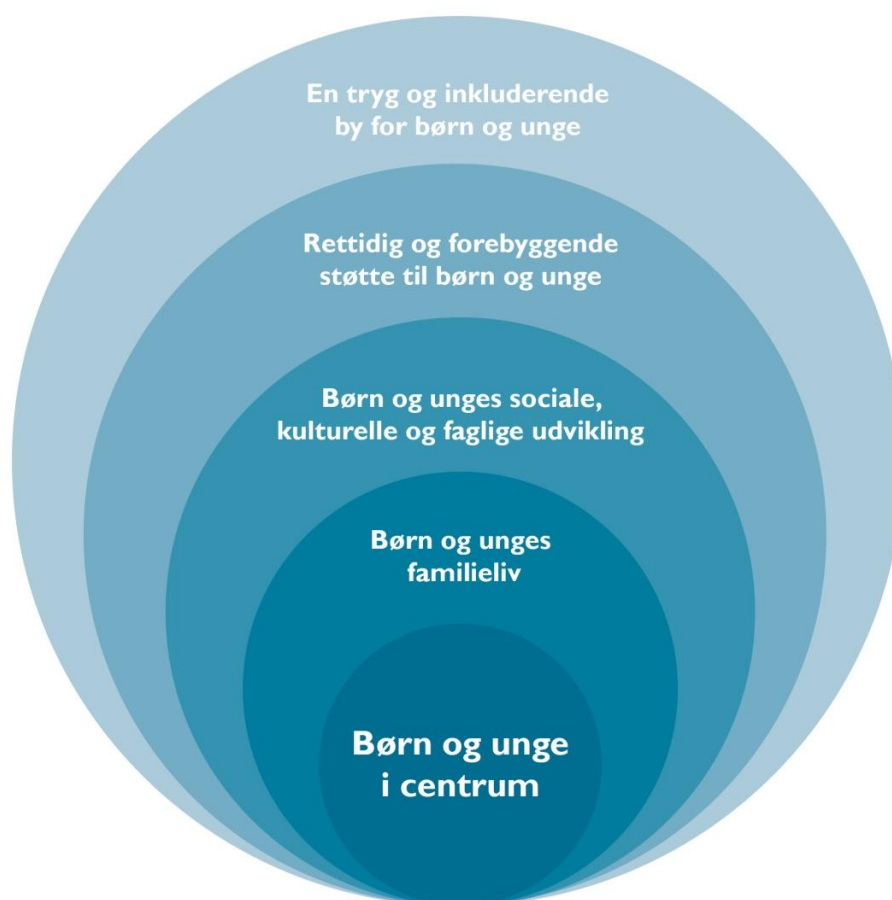 En tryg og inkluderende
by for børn og unge
Rettidig og forebyggende
støtte til børn og unge
Børn og unges sociale,
kulturelle og faglige udvikling
Børn og unges
familieliv
Børn og unge
i centrum